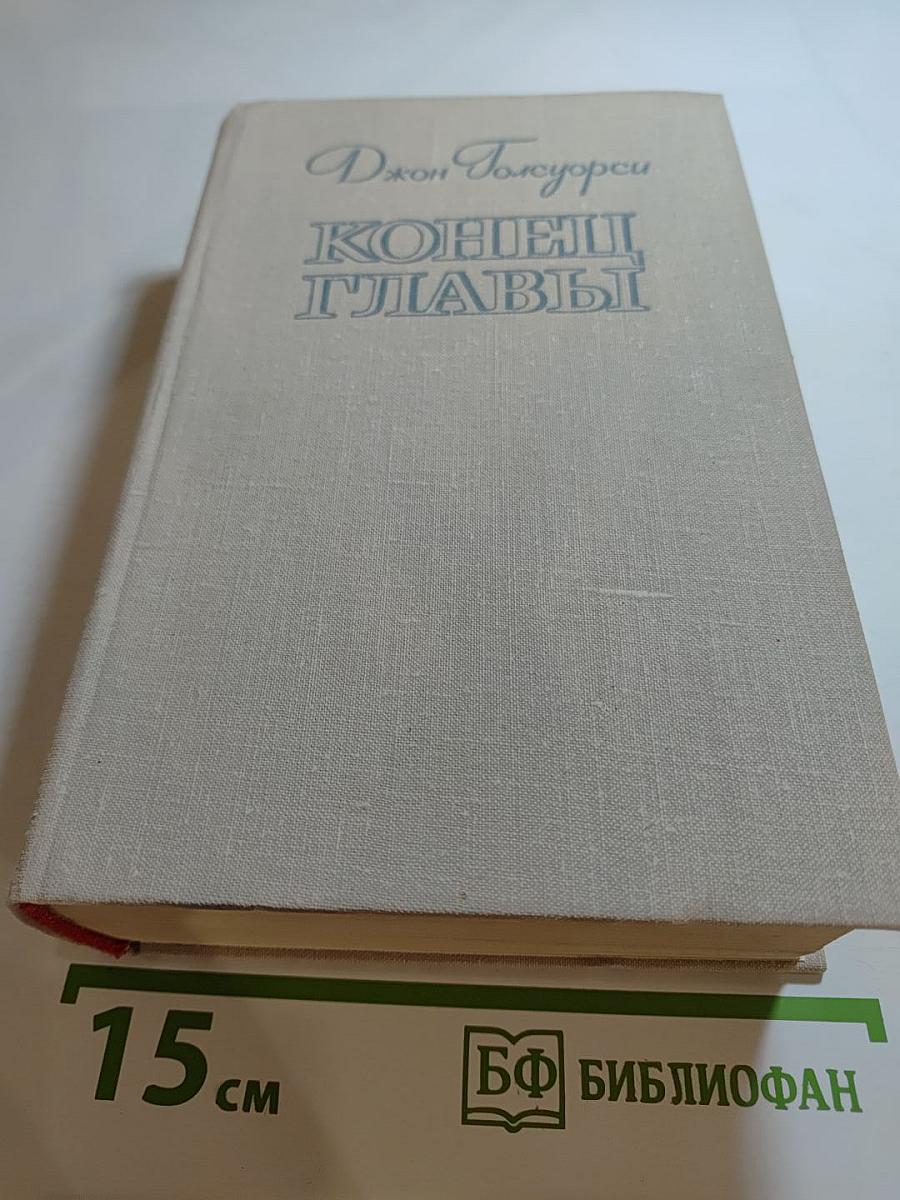 Джон Голсуорси
КОНЕЦ
ГЛАВЫ
15 см
БФ БИБЛИОФАН